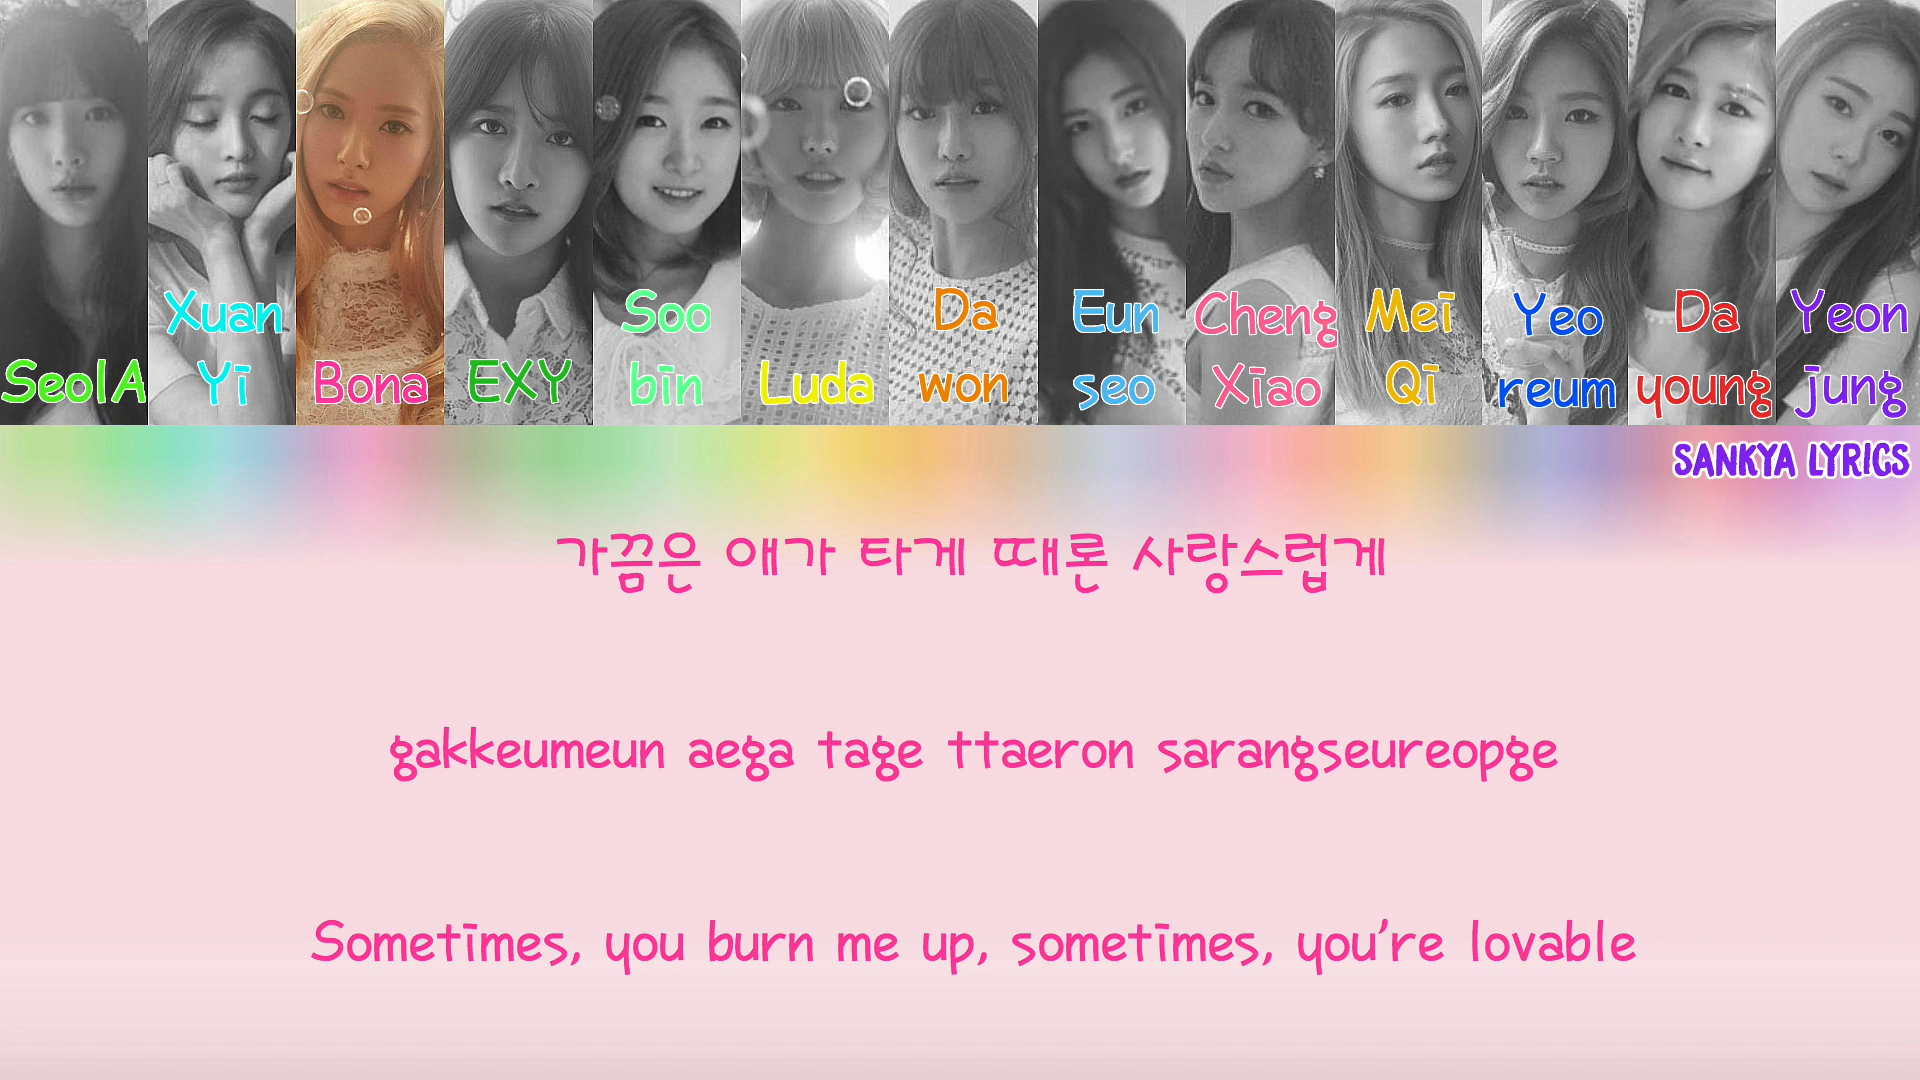 SeolA
Xuan
Yi
Bona
EXY
Soo
bin
Luda
Da
won
Eun
seo
Cheng
Xiao
Mei
Qi
Yeo
reum
Da
young
Yeon
jung
SANKYA LYRICS
가끔은 애가 타게 때론 사랑스럽게
gakkeumeun aega tage ttaeron sarangseureopge
Sometimes, you burn me up, sometimes, you're lovable